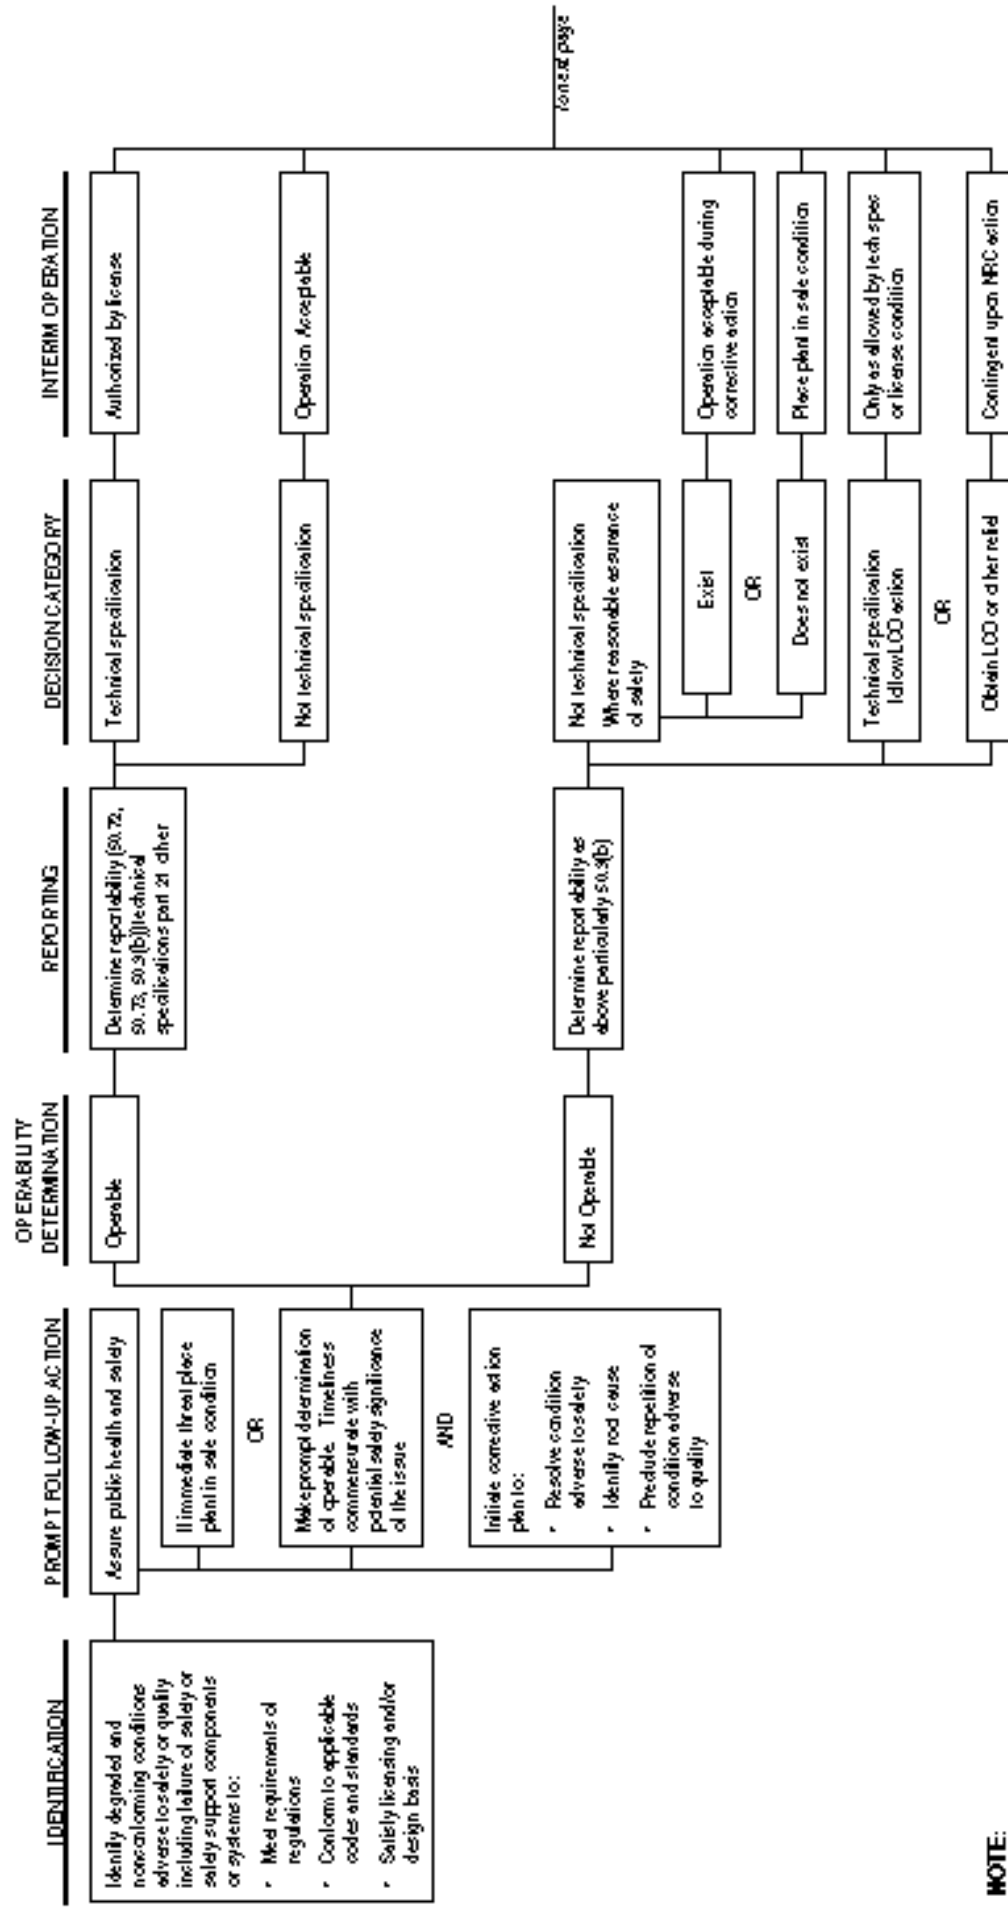 IDENTIFICATION
Identify degraded and
nonconforming conditions
adverse to safety or quality
including failure of safety or
safety support components
or systems to:
• Meet requirements of
regulations
• Conform to applicable
codes and standards
• Satisfy licensing and/or
design basis
PROMPT FOLLOW-UP ACTION
Assure public health and safety
If immediate threat place
plant in safe condition
OR
Make prompt determination
of operable. Timeliness
commensurate with
potential safety significance
of the issue
AND
Initiate corrective action
plan to:
• Resolve condition
adverse to safety
• Identify root cause
• Preclude repetition of
condition adverse
to quality
OPERABILITY
DETERMINATION
Operable
Not Operable
REPORTING
Determine reportability (50.72,
50.73, 50.9(b))technical
specifications part 21 other
Determine reportability as
above particularly 50.9(b)
DECISION CATEGORY
Technical specification
Not technical specification
Not technical specification
Where reasonable assurance
of safety
Exist
OR
Does not exist
Technical specification
follow LCO action
OR
Obtain LCO or other relief
INTERIM OPERATION
Authorized by license
Operation Acceptable
Operation acceptable during
corrective action
Place plant in safe condition
Only as allowed by tech spec
or license condition
Contingent upon NRC action
to next page
NOTE: